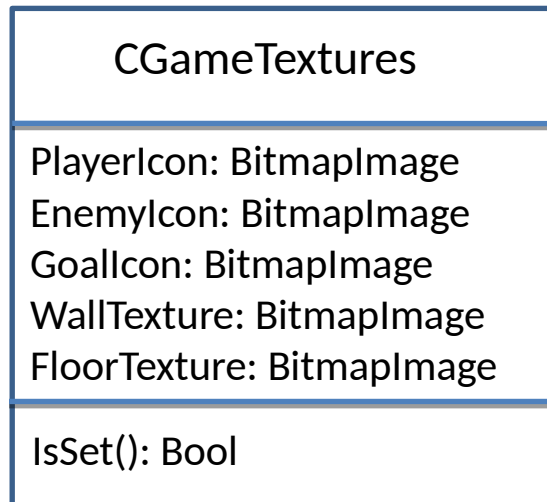 CGameTextures
PlayerIcon: BitmapImage
EnemyIcon: BitmapImage
GoalIcon: BitmapImage
WallTexture: BitmapImage
FloorTexture: BitmapImage
IsSet(): Bool